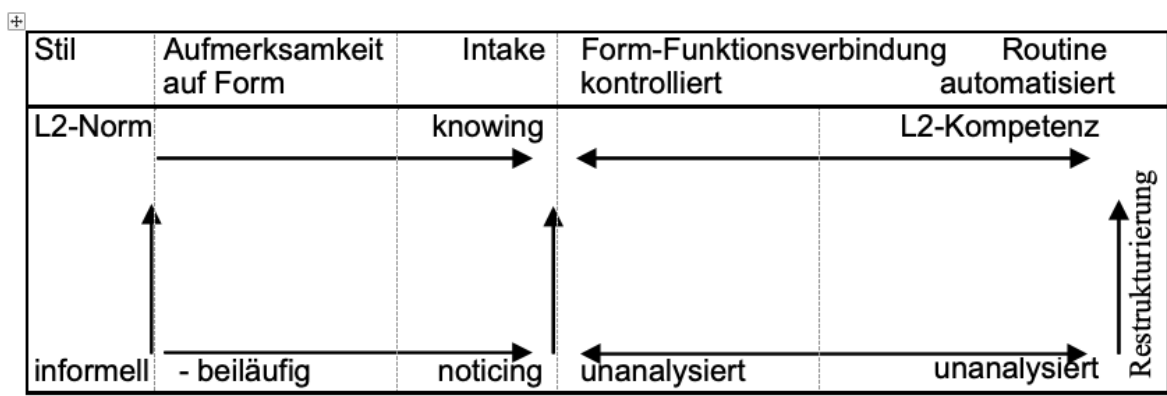 Stil Aufmerksamkeit Intake Form-Funktionsverbindung Routine
auf Form kontrolliert automatisiert
L2-Norm knowing L2-Kompetenz
Restrukturierung
informell - beiläufig noticing unanalysiert unanalysiert